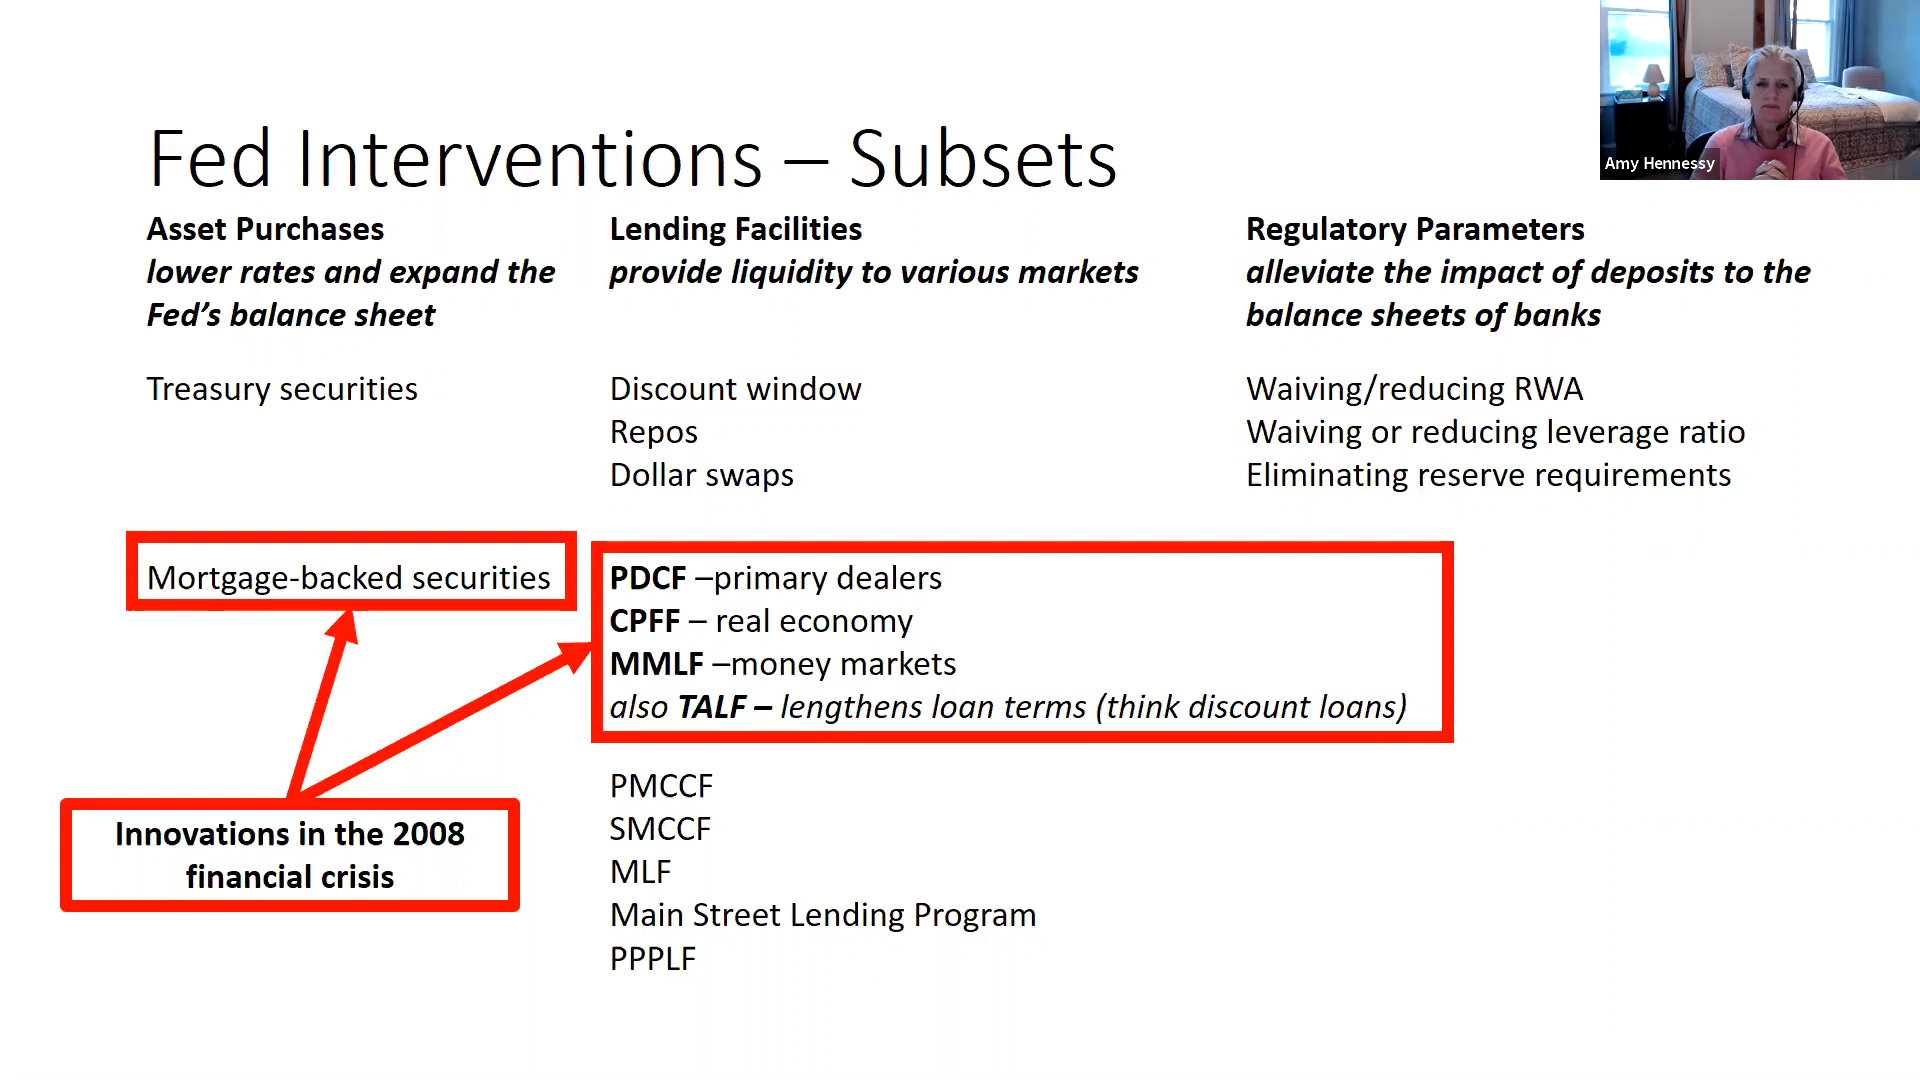 Fed Interventions – Subsets
Amy Hennessy
Asset Purchases
lower rates and expand the
Fed’s balance sheet
Treasury securities
Mortgage-backed securities
Innovations in the 2008
financial crisis
Lending Facilities
provide liquidity to various markets
Discount window
Repos
Dollar swaps
PDCF –primary dealers
CPFF – real economy
MMLF –money markets
also TALF – lengthens loan terms (think discount loans)
PMCCF
SMCCF
MLF
Main Street Lending Program
PPPLF
Regulatory Parameters
alleviate the impact of deposits to the
balance sheets of banks
Waiving/reducing RWA
Waiving or reducing leverage ratio
Eliminating reserve requirements